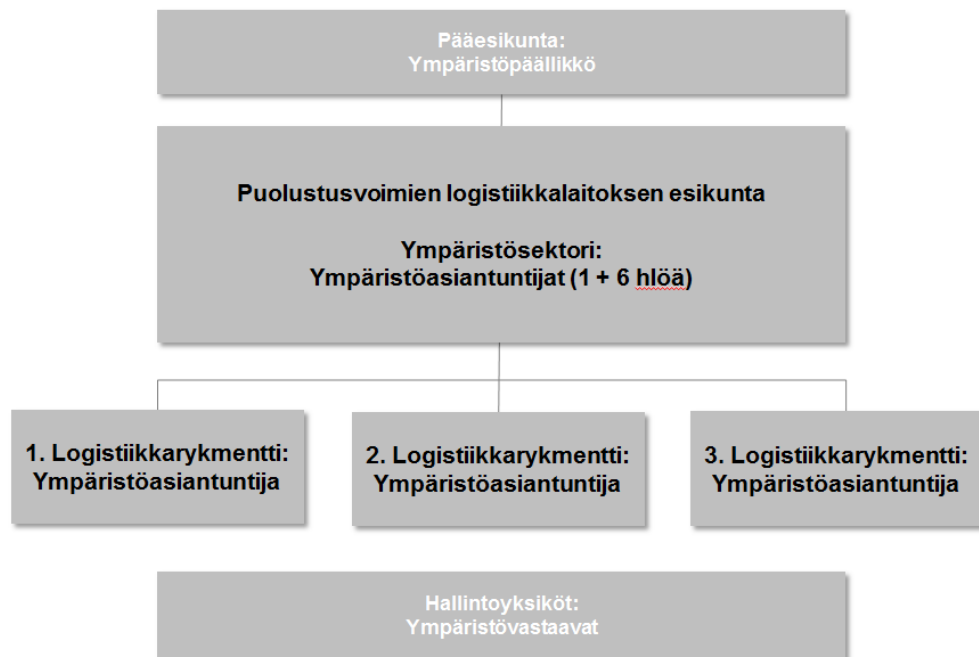 Pääesikunta:
Ympäristöpäällikkö
Puolustusvoimien logistiikkalaitoksen esikunta
Ympäristösektori:
Ympäristöasiantuntijat (1 + 6 hlöä)
1. Logistiikkarykmentti:
Ympäristöasiantuntija
2. Logistiikkarykmentti:
Ympäristöasiantuntija
3. Logistiikkarykmentti:
Ympäristöasiantuntija
Hallintoyksiköt:
Ympäristövastaavat